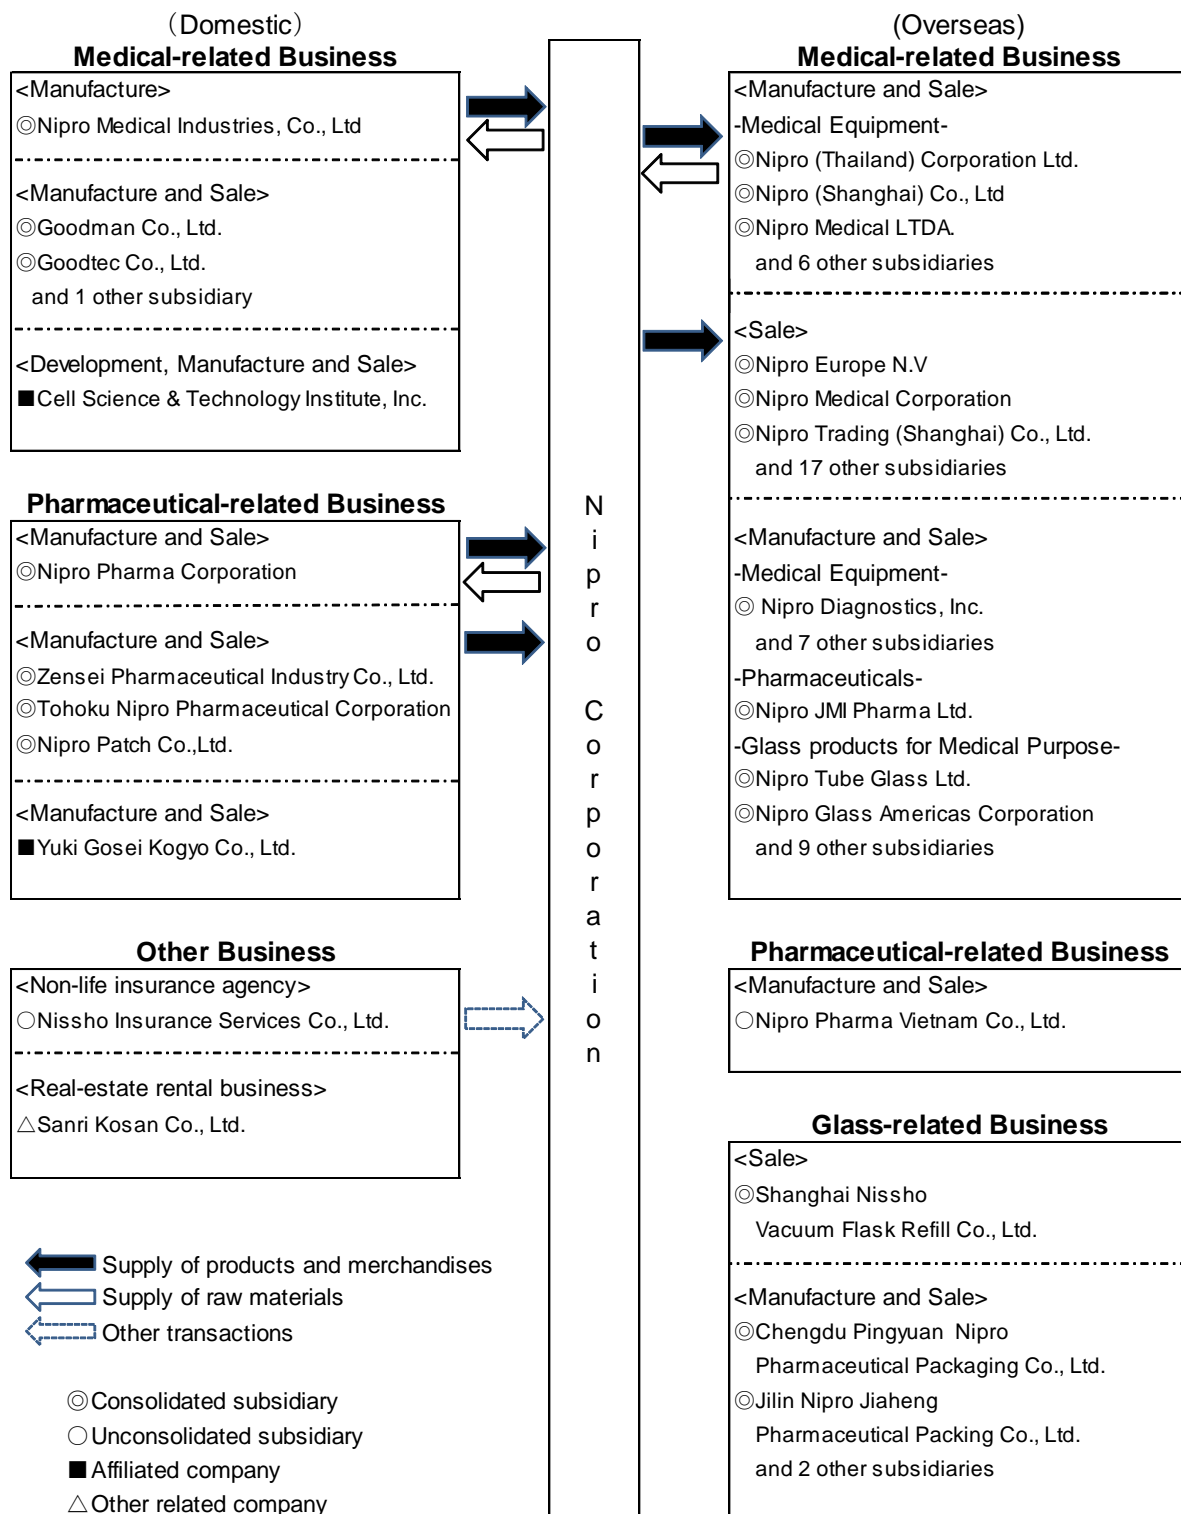 （Domestic）
Medical-related Business
<Manufacture>
◎Nipro Medical Industries, Co., Ltd
<Manufacture and Sale>
◎Goodman Co., Ltd.
◎Goodtec Co., Ltd.
and 1 other subsidiary
<Development, Manufacture and Sale>
■Cell Science & Technology Institute, Inc.
Pharmaceutical-related Business
<Manufacture and Sale>
◎Nipro Pharma Corporation
<Manufacture and Sale>
◎Zensei Pharmaceutical Industry Co., Ltd.
◎Tohoku Nipro Pharmaceutical Corporation
◎Nipro Patch Co.,Ltd.
<Manufacture and Sale>
■Yuki Gosei Kogyo Co., Ltd.
Other Business
<Non-life insurance agency>
○Nissho Insurance Services Co., Ltd.
<Real-estate rental business>
△Sanri Kosan Co., Ltd.
Supply of products and merchandises
Supply of raw materials
Other transactions
◎Consolidated subsidiary
○Unconsolidated subsidiary
■Affiliated company
△Other related company
Nipro Corporation
(Overseas)
Medical-related Business
<Manufacture and Sale>
-Medical Equipment-
◎Nipro (Thailand) Corporation Ltd.
◎Nipro (Shanghai) Co., Ltd
◎Nipro Medical LTDA.
and 6 other subsidiaries
<Sale>
◎Nipro Europe N.V
◎Nipro Medical Corporation
◎Nipro Trading (Shanghai) Co., Ltd.
and 17 other subsidiaries
<Manufacture and Sale>
-Medical Equipment-
◎ Nipro Diagnostics, Inc.
and 7 other subsidiaries
-Pharmaceuticals-
◎Nipro JMI Pharma Ltd.
-Glass products for Medical Purpose-
◎Nipro Tube Glass Ltd.
◎Nipro Glass Americas Corporation
and 9 other subsidiaries
Pharmaceutical-related Business
<Manufacture and Sale>
○Nipro Pharma Vietnam Co., Ltd.
Glass-related Business
<Sale>
◎Shanghai Nissho
Vacuum Flask Refill Co., Ltd.
<Manufacture and Sale>
◎Chengdu Pingyuan Nipro
Pharmaceutical Packaging Co., Ltd.
◎Jilin Nipro Jiaheng
Pharmaceutical Packing Co., Ltd.
and 2 other subsidiaries